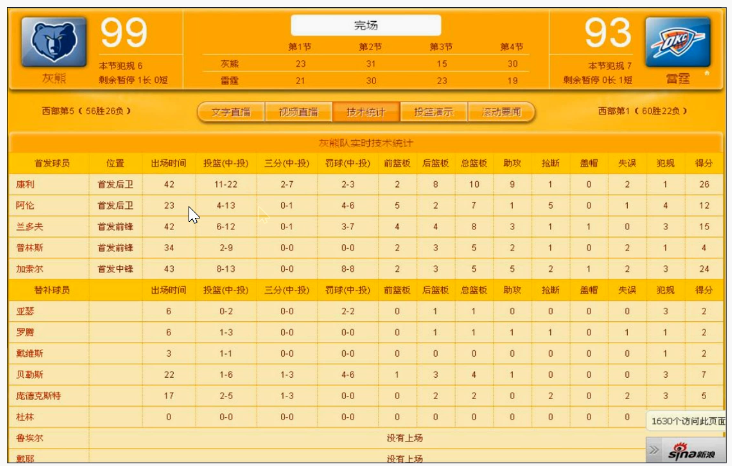 99
完场
93
第1节 第2节 第3节 第4节
本节犯规 6
灰熊 23 31 15 30
本节犯规 7
灰熊
剩余暂停 1长 0短
雷霆 21 30 23 19
剩余暂停 0长 1短
雷霆
OKC
西部第5（ 56胜26负 ）
文字直播 视频直播 技术统计 投篮演示 滚动要闻
西部第1（ 60胜22负 ）
灰熊队实时技术统计
首发球员 位置 出场时间 投篮(中-投) 三分(中-投) 罚球(中-投) 前篮板 后篮板 总篮板 助攻 抢断 盖帽 失误 犯规 得分
康利 首发后卫 42 11-22 2-7 2-3 2 8 10 9 1 0 2 1 26
阿伦 首发后卫 23 4-13 0-1 4-6 5 2 7 1 5 0 1 4 12
兰多夫 首发前锋 42 6-12 0-1 3-7 4 4 8 3 1 1 0 3 15
普林斯 首发前锋 34 2-9 0-0 0-0 2 3 5 2 1 0 2 1 4
加索尔 首发中锋 43 8-13 0-0 8-8 2 3 5 5 2 1 2 3 24
替补球员 出场时间 投篮(中-投) 三分(中-投) 罚球(中-投) 前篮板 后篮板 总篮板 助攻 抢断 盖帽 失误 犯规 得分
亚瑟 6 0-2 0-0 2-2 0 1 1 0 0 0 0 3 2
罗腾 6 1-3 0-0 0-0 0 1 1 1 1 0 1 1 2
戴维斯 3 1-1 0-0 0-0 0 0 0 0 0 0 0 1 2
贝勒斯 22 1-6 1-3 4-6 1 3 4 1 0 0 0 3 7
庞德克斯特 17 2-5 1-3 0-0 0 2 2 0 2 0 2 3 5
杜林 0 0-0 0-0 0-0 0 0 0 0 0 0 0
1630个访问此页面
鲁埃尔 没有上场
戴耶 没有上场
sina新浪